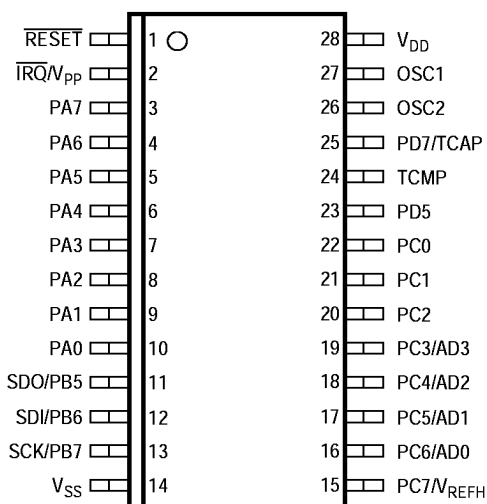 RESET 1 28 VDD
IRQ/VPP 2 27 OSC1
PA7 3 26 OSC2
PA6 4 25 PD7/TCAP
PA5 5 24 TCMP
PA4 6 23 PD5
PA3 7 22 PC0
PA2 8 21 PC1
PA1 9 20 PC2
PA0 10 19 PC3/AD3
SDO/PB5 11 18 PC4/AD2
SDI/PB6 12 17 PC5/AD1
SCK/PB7 13 16 PC6/AD0
VSS 14 15 PC7/VREFH